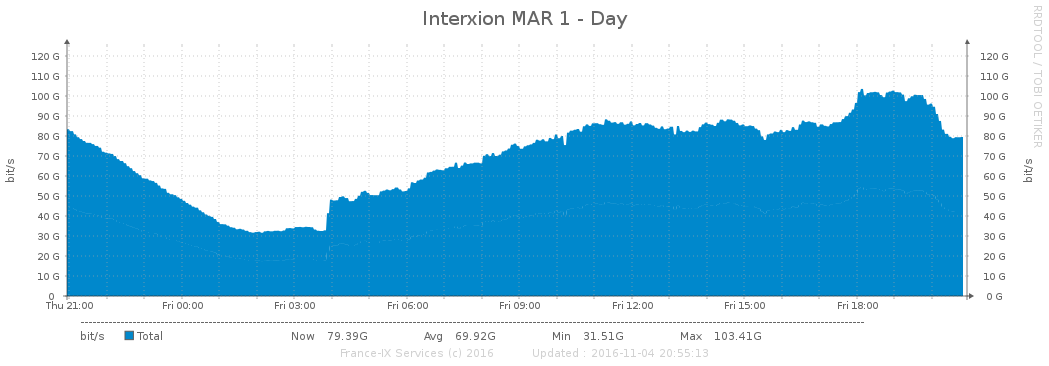 Interxion MAR 1 - Day
RRDTOOL / TOBI OETIKER
bit/s
120 G 120 G
110 G 110 G
100 G 100 G
90 G 90 G
80 G 80 G
70 G 70 G
60 G 60 G
50 G 50 G
40 G 40 G
30 G 30 G
20 G 20 G
10 G 10 G
0 0 G
bit/s
Thu 21:00 Fri 00:00 Fri 03:00 Fri 06:00 Fri 09:00 Fri 12:00 Fri 15:00 Fri 18:00
bit/s Total Now 79.39G Avg 69.92G Min 31.51G Max 103.41G
France-IX Services (c) 2016 Updated : 2016-11-04 20:55:13